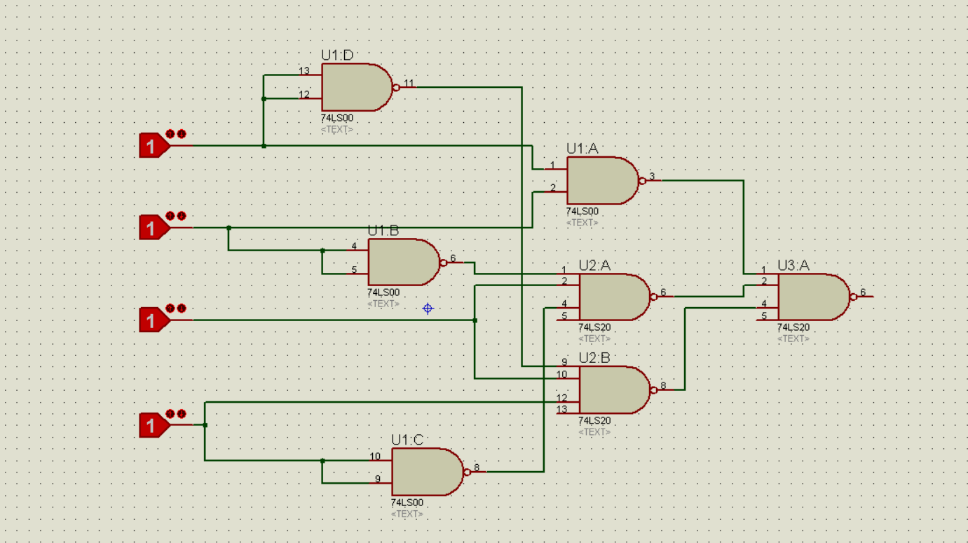 U1:D
13
12
11
74LS00
<TEXT>
1
U1:A
1
2
3
74LS00
<TEXT>
1
U1:B
4
5
6
74LS00
<TEXT>
1
U2:A
1
2
4
5
6
74LS20
<TEXT>
U3:A
1
2
4
5
6
74LS20
<TEXT>
U2:B
9
10
12
13
8
74LS20
<TEXT>
1
U1:C
10
9
8
74LS00
<TEXT>